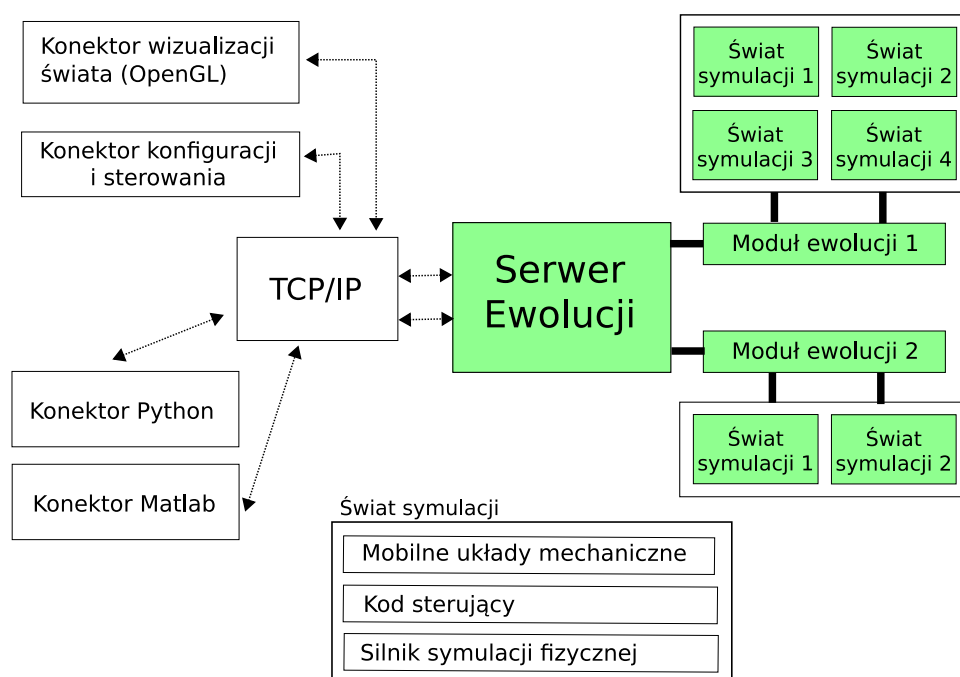 Konektor wizualizacji
świata (OpenGL)
Konektor konfiguracji
i sterowania
TCP/IP
Konektor Python
Konektor Matlab
Serwer
Ewolucji
Świat
symulacji 1
Świat
symulacji 2
Świat
symulacji 3
Świat
symulacji 4
Moduł ewolucji 1
Moduł ewolucji 2
Świat
symulacji 1
Świat
symulacji 2
Świat symulacji
Mobilne układy mechaniczne
Kod sterujący
Silnik symulacji fizycznej